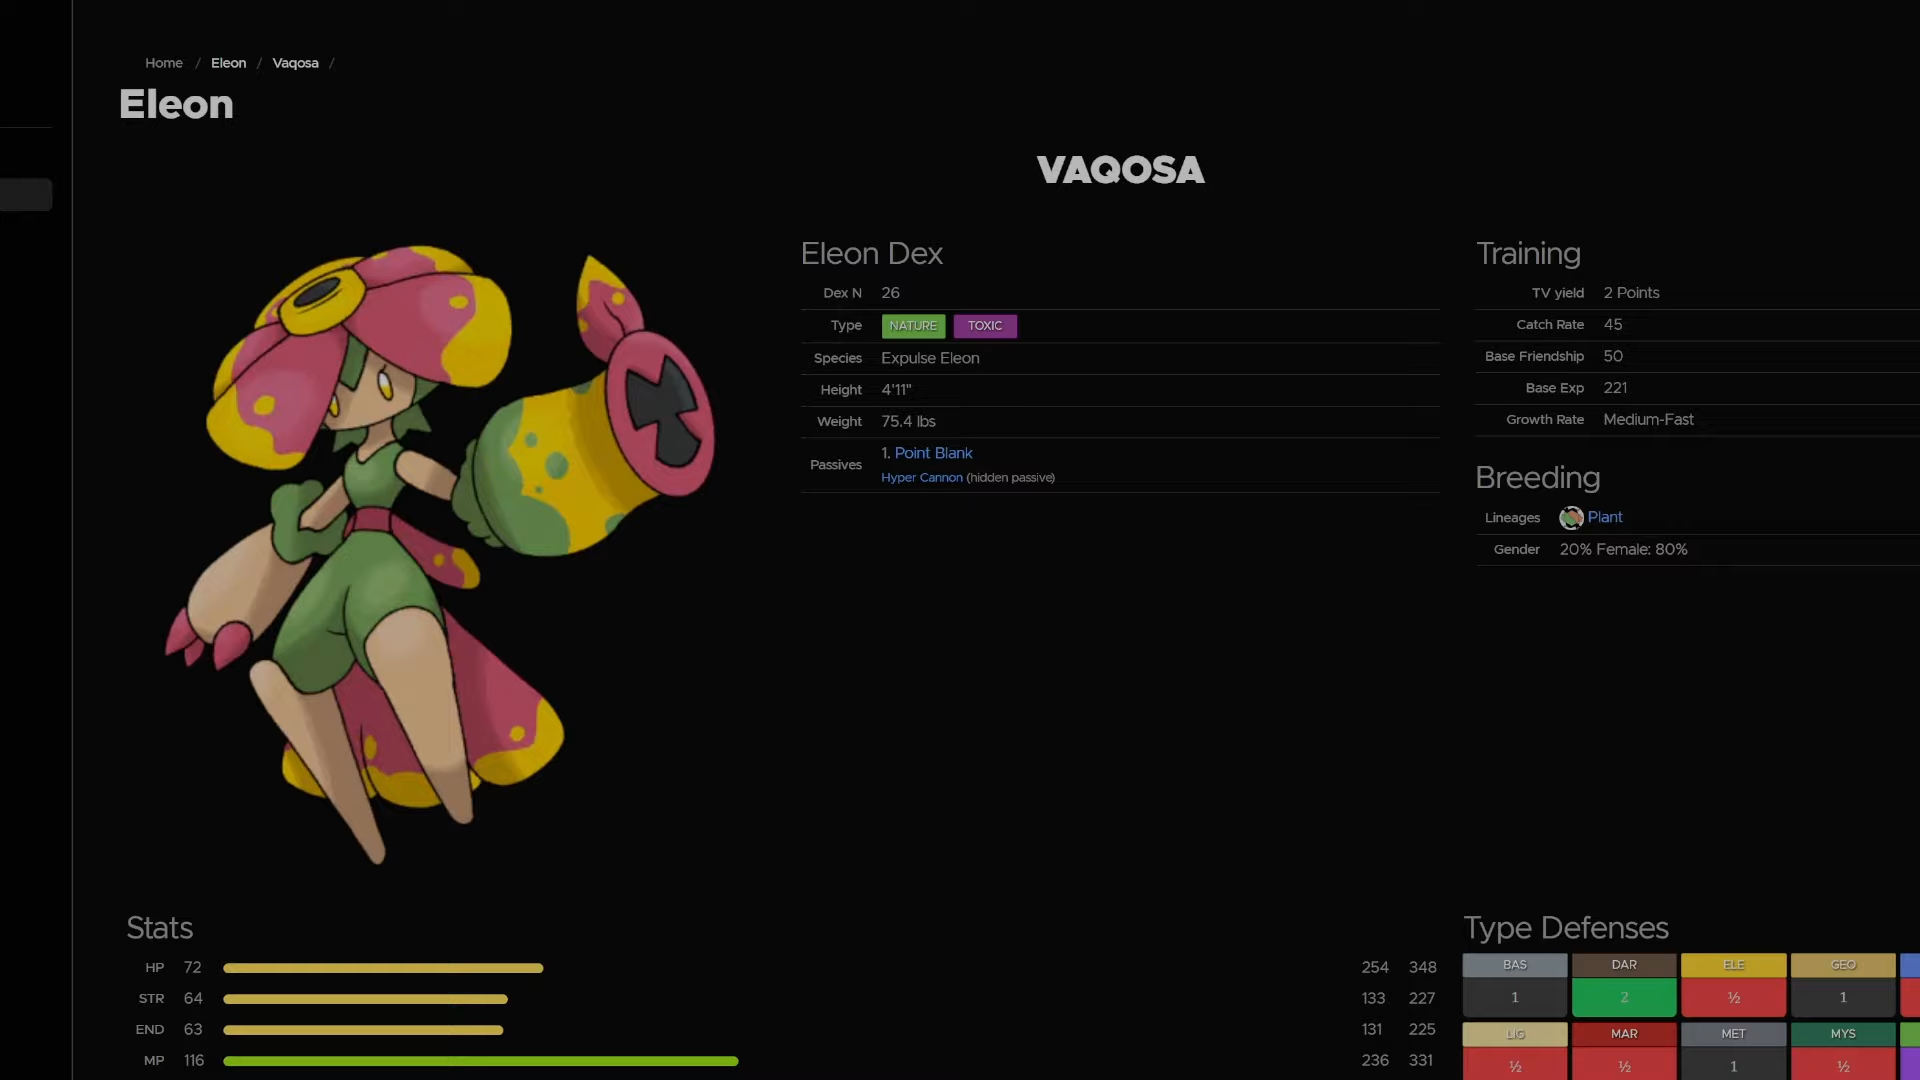 Home / Eleon / Vaqosa /
Eleon
VAQOSA
Eleon Dex
Dex N 26
Type NATURE TOXIC
Species Expulse Eleon
Height 4'11"
Weight 75.4 lbs
Passives 1. Point Blank
Hyper Cannon (hidden passive)
Training
TV yield 2 Points
Catch Rate 45
Base Friendship 50
Base Exp 221
Growth Rate Medium-Fast
Breeding
Lineages Plant
Gender 20% Female: 80%
Stats
HP 72 254 348
STR 64 133 227
END 63 131 225
MP 116 236 331
Type Defenses
BAS DAR ELE GEO
1 2 ½ 1
LIG MAR MET MYS
½ ½ 1 ½